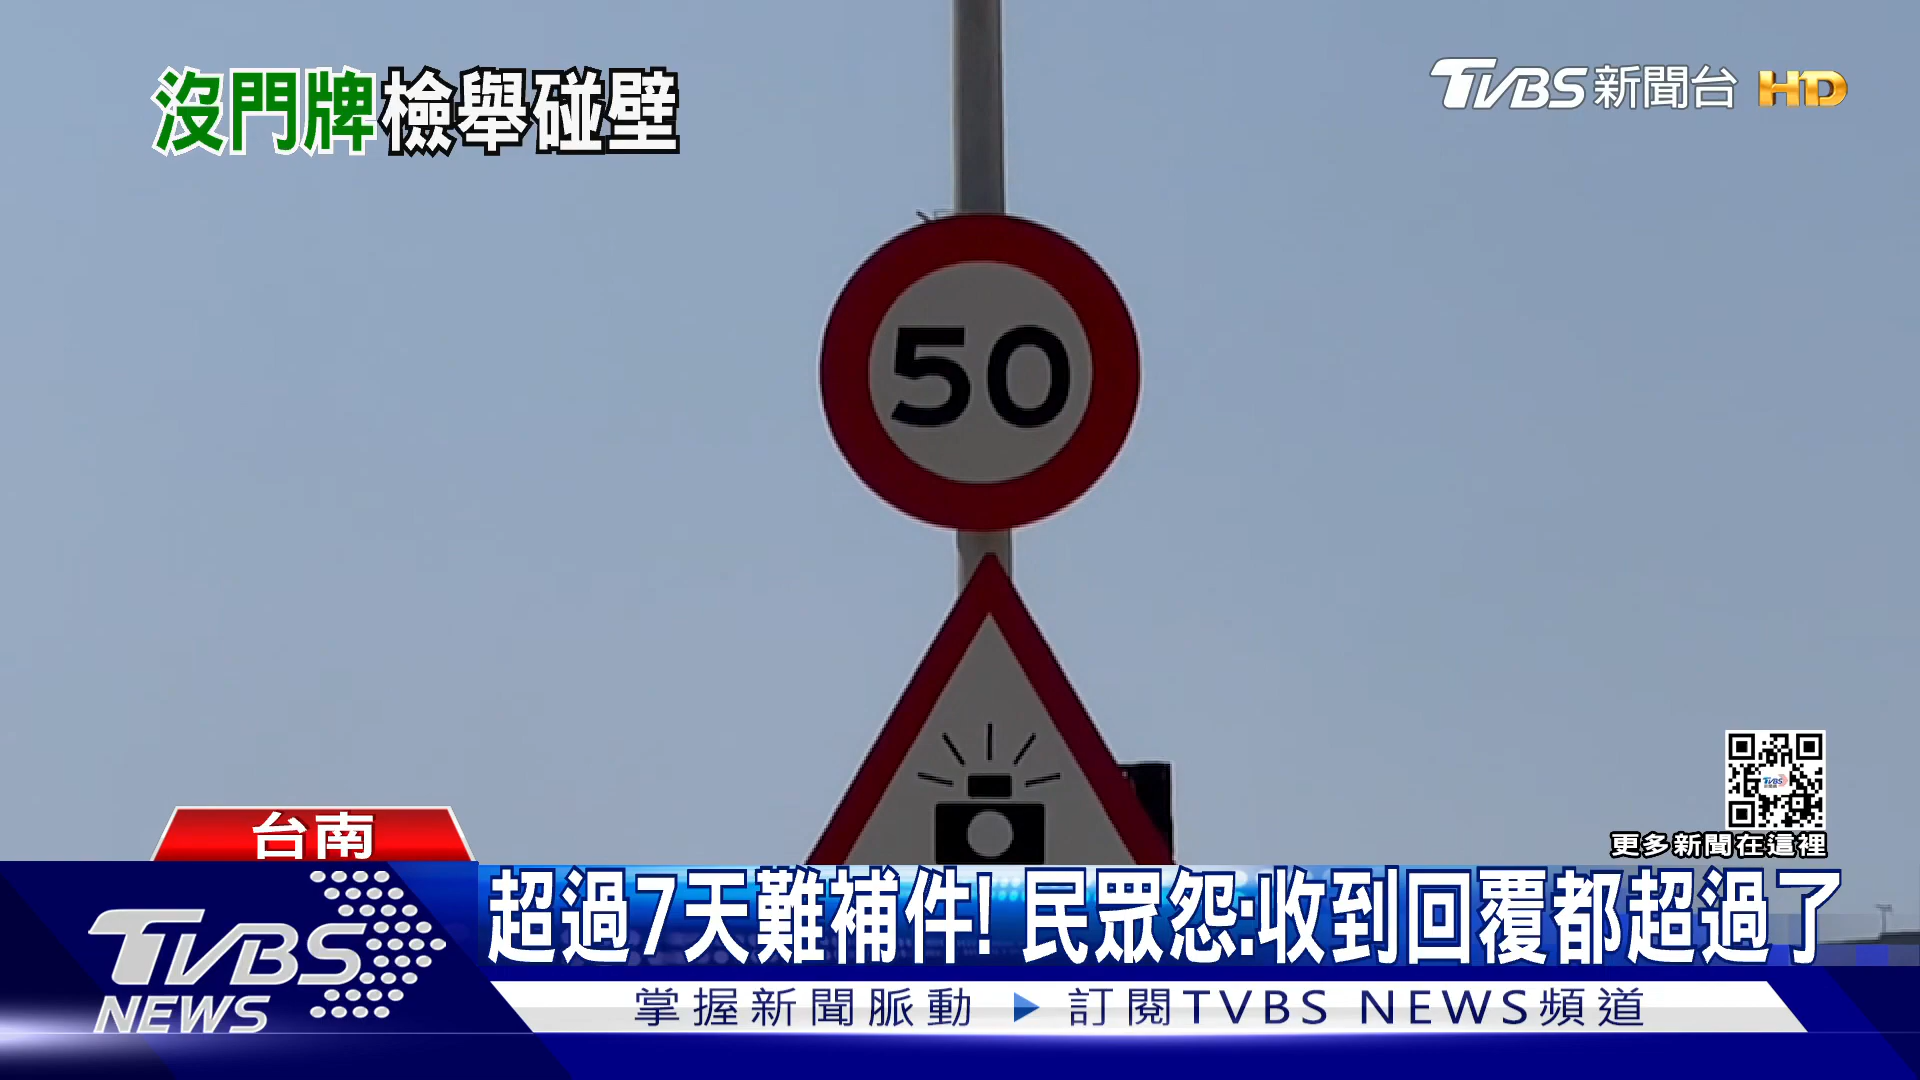 沒門牌檢舉碰壁
TVBS新聞台 HD
50
TVBS
更多新聞在這裡
台南
超過7天難補件! 民眾怨:收到回覆都超過了
TVBS
NEWS
掌握新聞脈動 ▶ 訂閱TVBS NEWS頻道